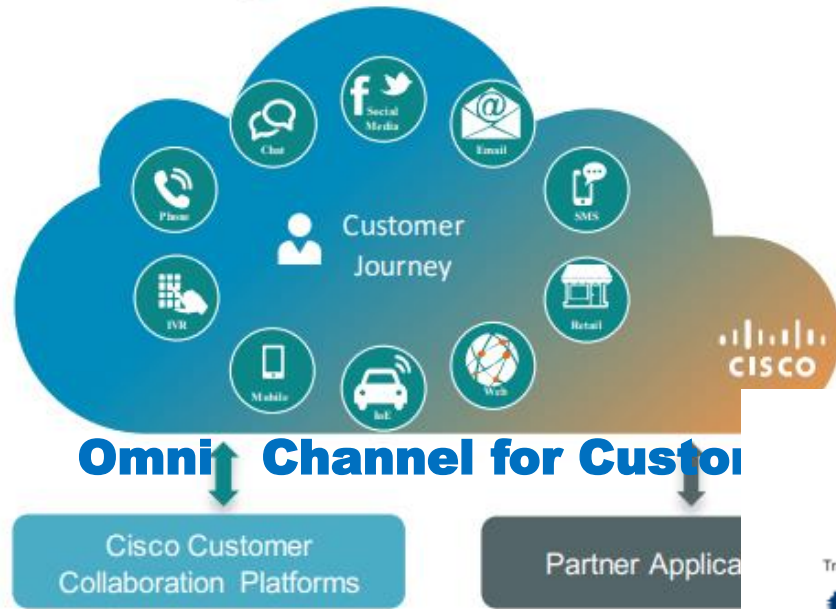 f
Social
Media
@
Chat
Email
Phone
SMS
Customer
Journey
IVR
Retail
CISCO
Mobile
Web
IoE
Omni Channel for Custo
Cisco Customer
Collaboration Platforms
Partner Applica
Tr